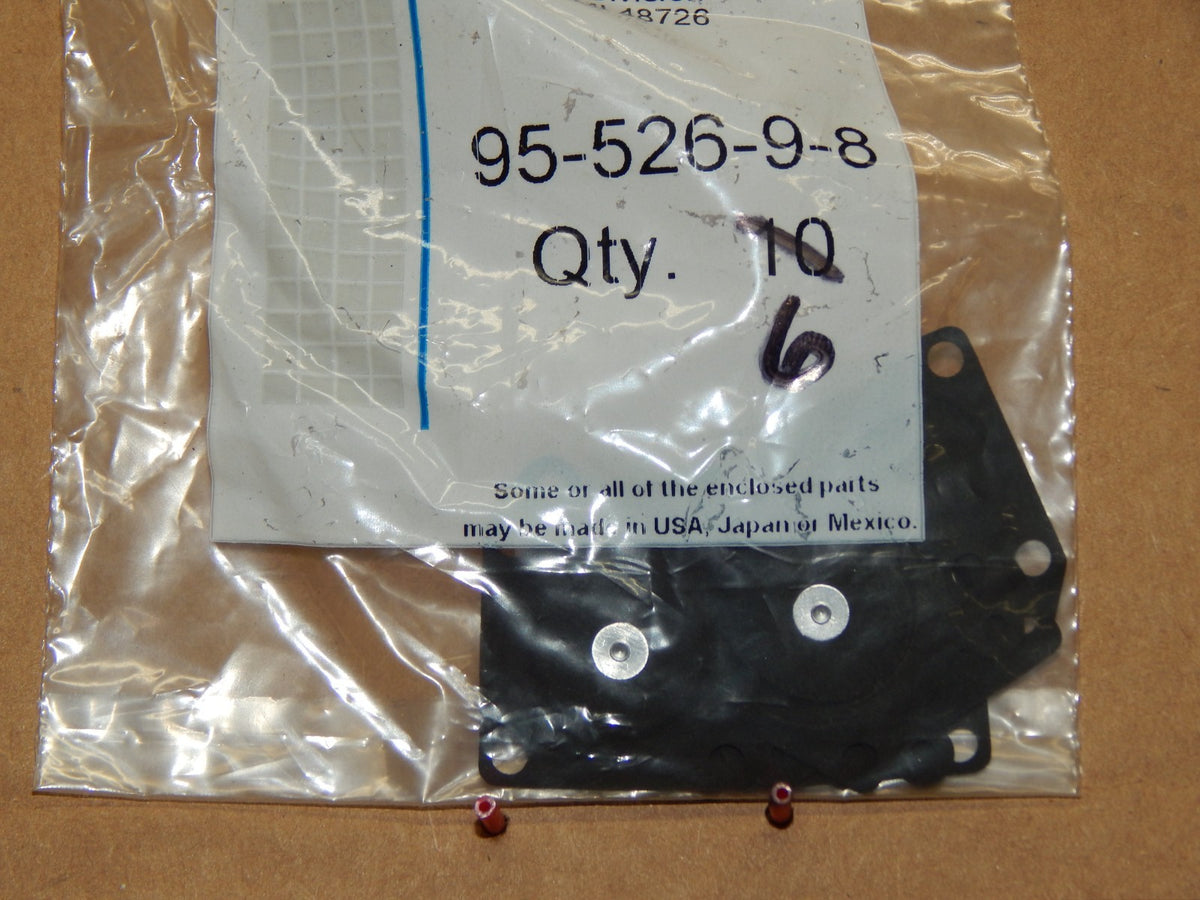 48726
95-526-9-8
Qty. 10
6
Some or all of the enclosed parts
may be made in USA, Japan or Mexico.